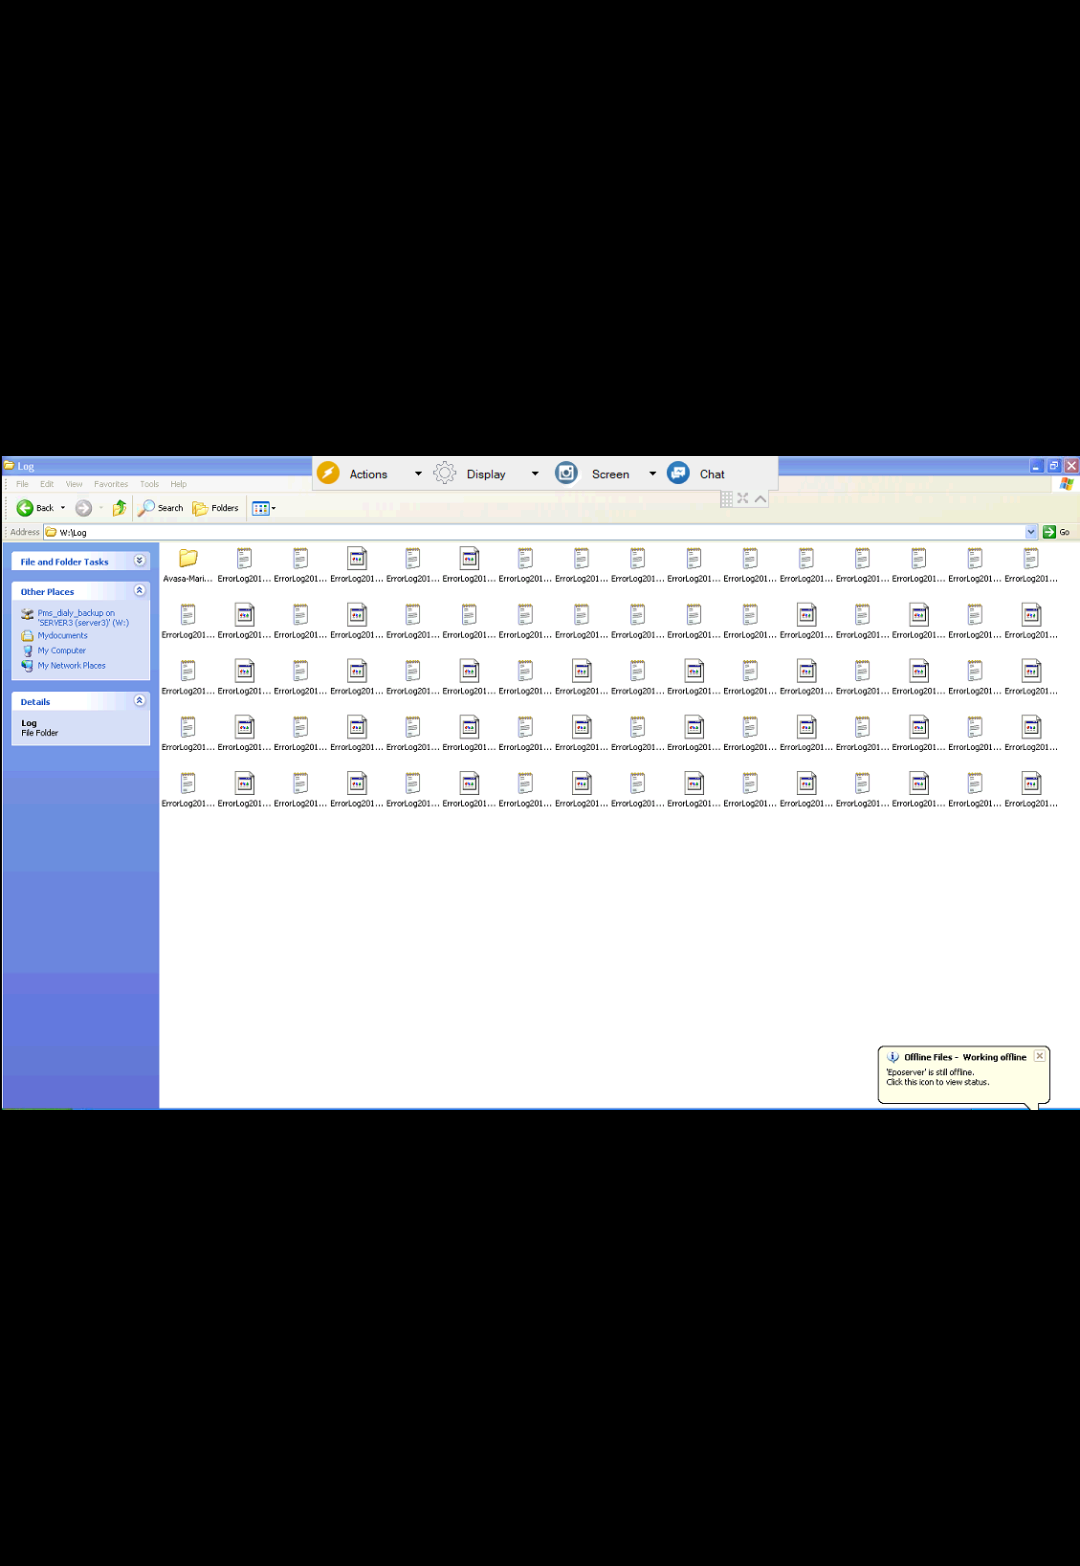 Log
Actions Display Screen Chat
File Edit View Favorites Tools Help
Back Search Folders
Address W:\Log Go
File and Folder Tasks
Other Places
Pms_dialy_backup on
'SERVER3 (server3)' (W:)
Mydocuments
My Computer
My Network Places
Details
Log
File Folder
Avasa-Mari... ErrorLog201... ErrorLog201... ErrorLog201... ErrorLog201... ErrorLog201... ErrorLog201... ErrorLog201... ErrorLog201... ErrorLog201... ErrorLog201... ErrorLog201... ErrorLog201... ErrorLog201... ErrorLog201... ErrorLog201...
ErrorLog201... ErrorLog201... ErrorLog201... ErrorLog201... ErrorLog201... ErrorLog201... ErrorLog201... ErrorLog201... ErrorLog201... ErrorLog201... ErrorLog201... ErrorLog201... ErrorLog201... ErrorLog201... ErrorLog201... ErrorLog201...
ErrorLog201... ErrorLog201... ErrorLog201... ErrorLog201... ErrorLog201... ErrorLog201... ErrorLog201... ErrorLog201... ErrorLog201... ErrorLog201... ErrorLog201... ErrorLog201... ErrorLog201... ErrorLog201... ErrorLog201... ErrorLog201...
ErrorLog201... ErrorLog201... ErrorLog201... ErrorLog201... ErrorLog201... ErrorLog201... ErrorLog201... ErrorLog201... ErrorLog201... ErrorLog201... ErrorLog201... ErrorLog201... ErrorLog201... ErrorLog201... ErrorLog201... ErrorLog201...
ErrorLog201... ErrorLog201... ErrorLog201... ErrorLog201... ErrorLog201... ErrorLog201... ErrorLog201... ErrorLog201... ErrorLog201... ErrorLog201... ErrorLog201... ErrorLog201... ErrorLog201... ErrorLog201... ErrorLog201... ErrorLog201...
Offline Files - Working offline
'Eposerver' is still offline.
Click this icon to view status.